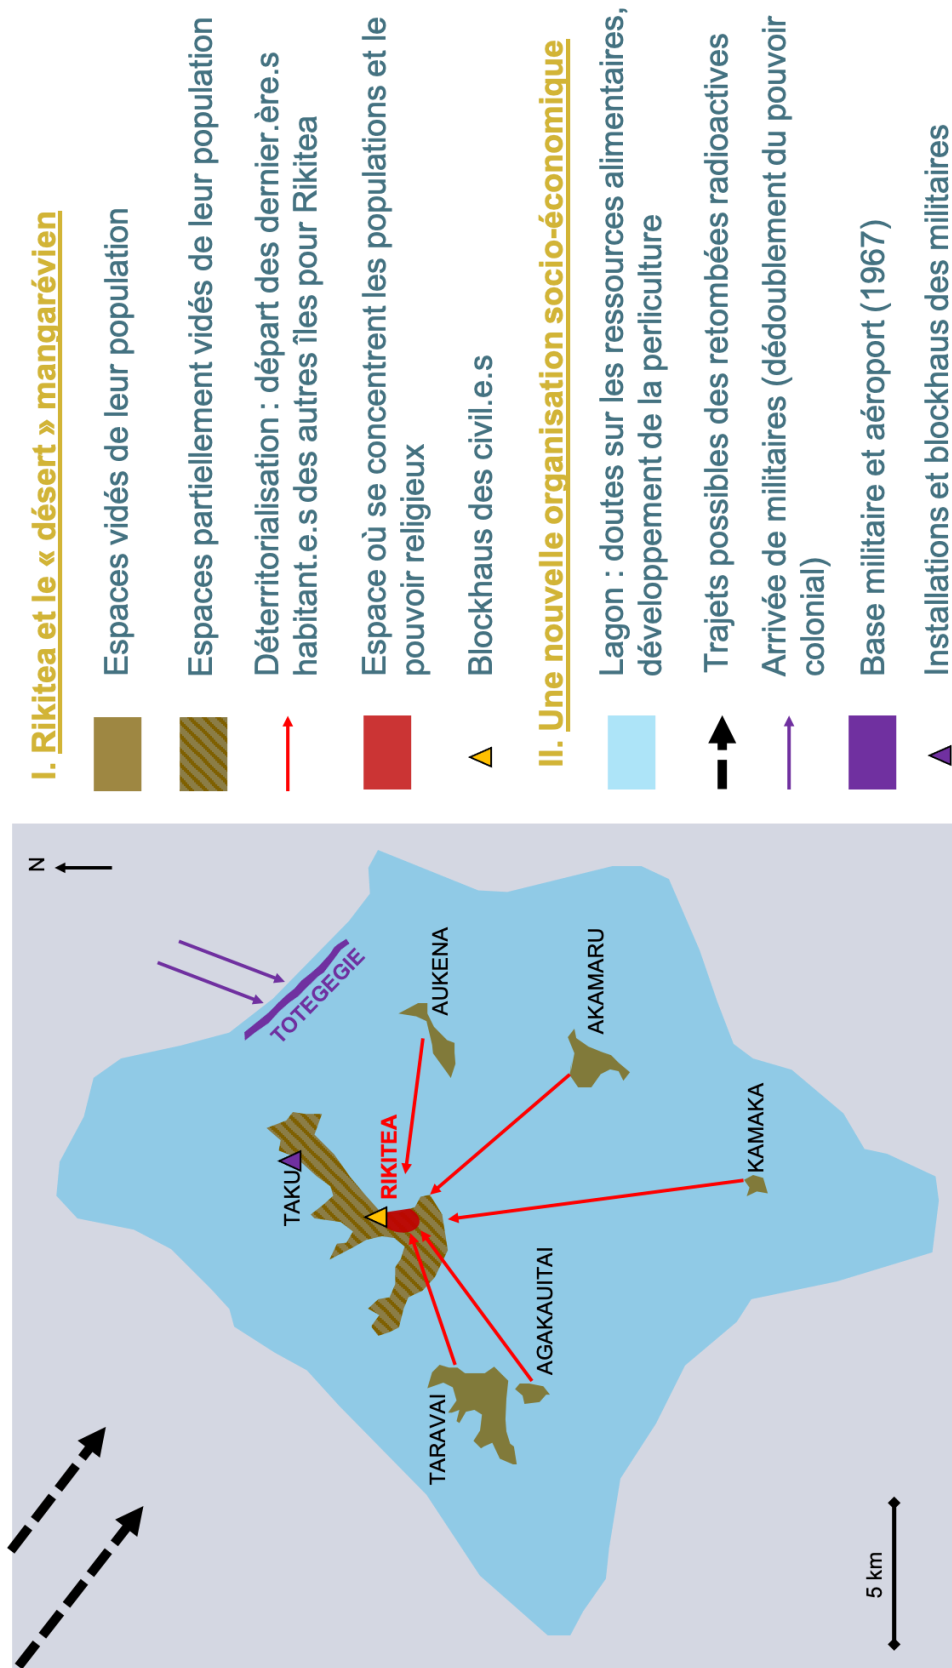 N
TOTEGEGIE
TAKU
RIKITEA
AUKENA
TARAVAI
AGAKAUITAI
AKAMARU
KAMAKA
5 km
I. Rikitea et le « désert » mangarévien
Espaces vidés de leur population
Espaces partiellement vidés de leur population
Déterritorialisation : départ des dernier.ère.s
habitant.e.s des autres îles pour Rikitea
Espace où se concentrent les populations et le
pouvoir religieux
Blockhaus des civil.e.s
II. Une nouvelle organisation socio-économique
Lagon : doutes sur les ressources alimentaires,
développement de la perliculture
Trajets possibles des retombées radioactives
Arrivée de militaires (dédoublement du pouvoir
colonial)
Base militaire et aéroport (1967)
Installations et blockhaus des militaires